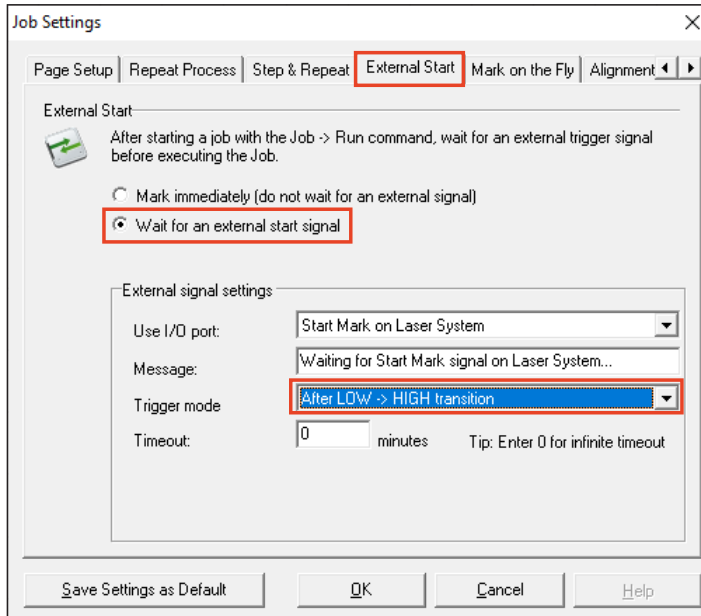 Job Settings
Page Setup Repeat Process Step & Repeat External Start Mark on the Fly Alignment
External Start
After starting a job with the Job -> Run command, wait for an external trigger signal
before executing the Job.
Mark immediately (do not wait for an external signal)
Wait for an external start signal
External signal settings
Use I/O port: Start Mark on Laser System
Message: Waiting for Start Mark signal on Laser System...
Trigger mode After LOW -> HIGH transition
Timeout: 0 minutes Tip: Enter 0 for infinite timeout
Save Settings as Default OK Cancel Help